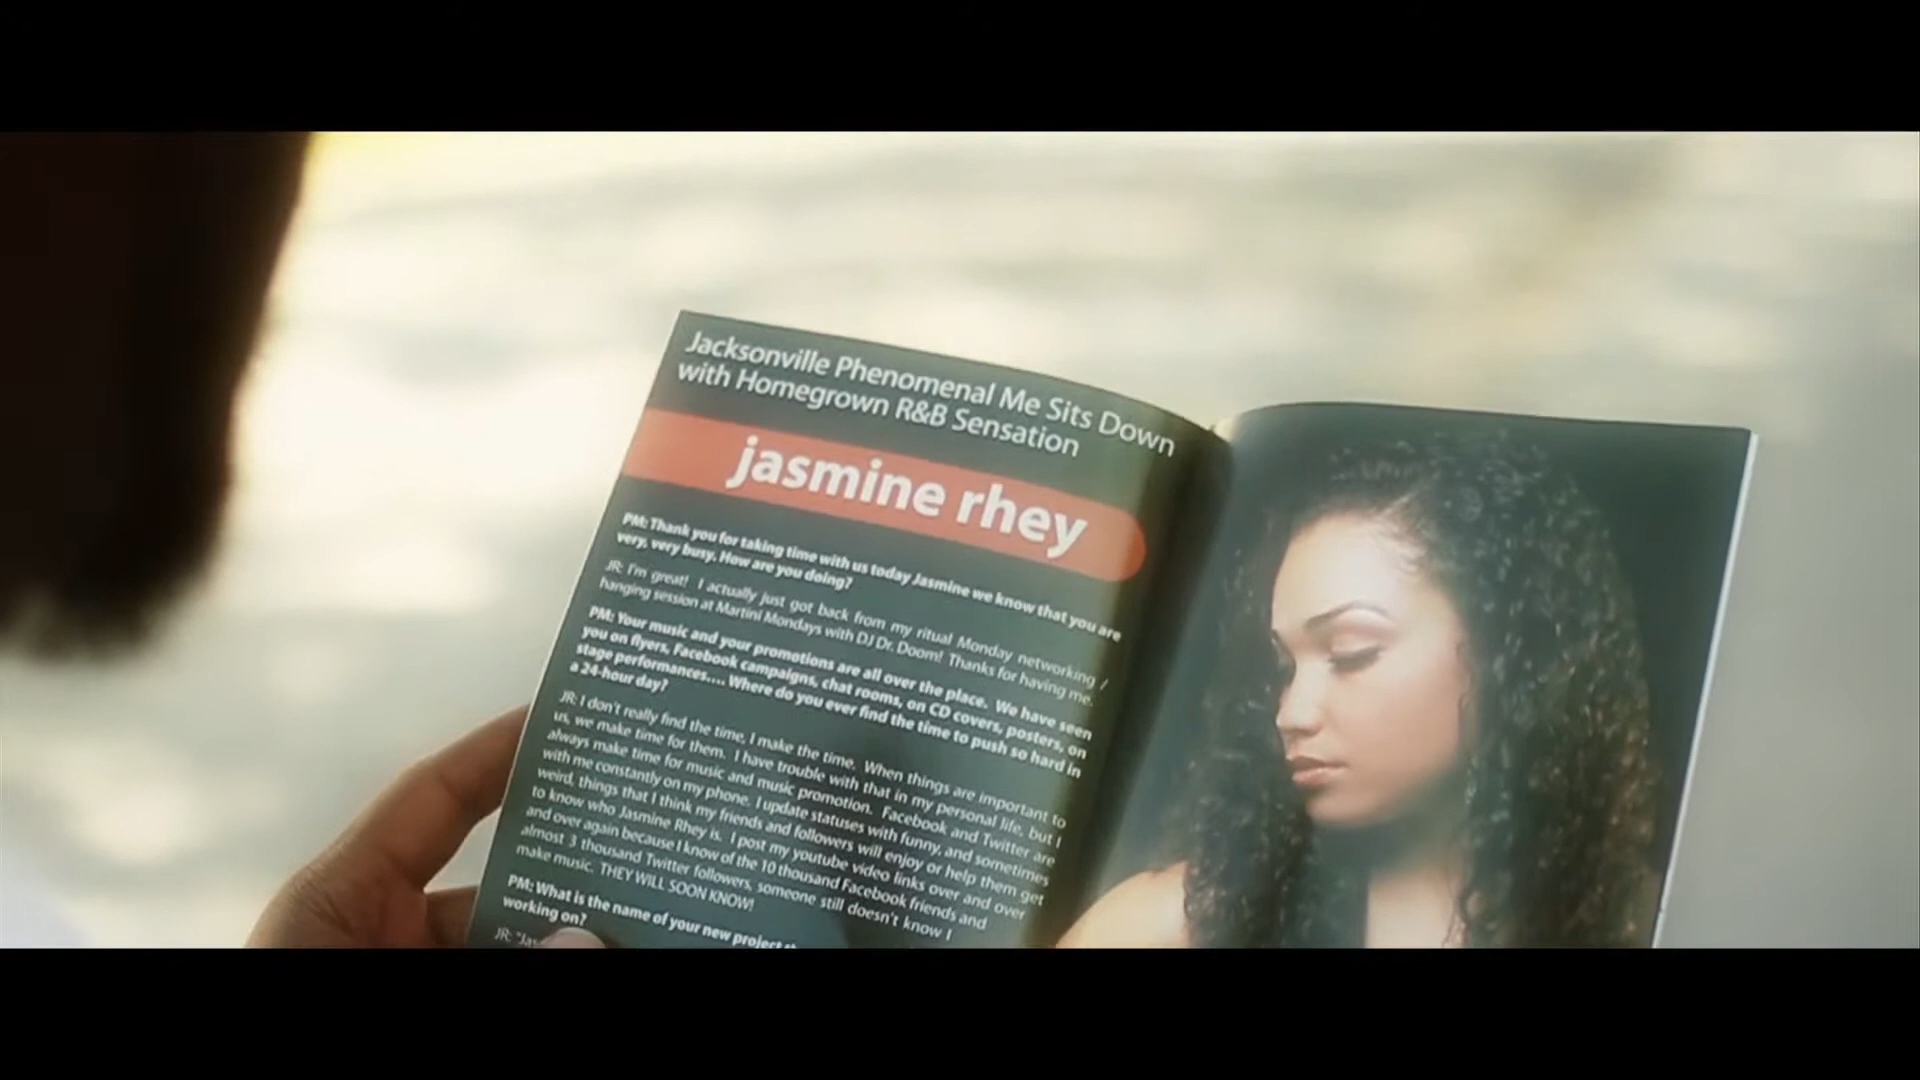 Jacksonville Phenomenal Me Sits Down
with Homegrown R&B Sensation
jasmine rhey
PM: Thank you for taking time with us today Jasmine we know that you are
very, very busy. How are you doing?
JR: I'm great! I actually just got back from my ritual Monday networking /
hanging session at Martini Mondays with DJ Dr. Doom! Thanks for having me.
PM: Your music and your promotions are all over the place. We have seen
you on flyers, Facebook campaigns, chat rooms, on CD covers, posters, on
stage performances.... Where do you ever find the time to push so hard in
a 24-hour day?
JR: I don't really find the time, I make the time. When things are important to
us, we make time for them. I have trouble with that in my personal life, but I
always make time for music and music promotion. Facebook and Twitter are
with me constantly on my phone. I update statuses with funny, and sometimes
weird, things that I think my friends and followers will enjoy or help them get
to know who Jasmine Rhey is. I post my youtube video links over and over
and over again because I know of the 10 thousand Facebook friends and
almost 3 thousand Twitter followers, someone still doesn't know I
make music. THEY WILL SOON KNOW!
PM: What is the name of your new project
working on?
JR: